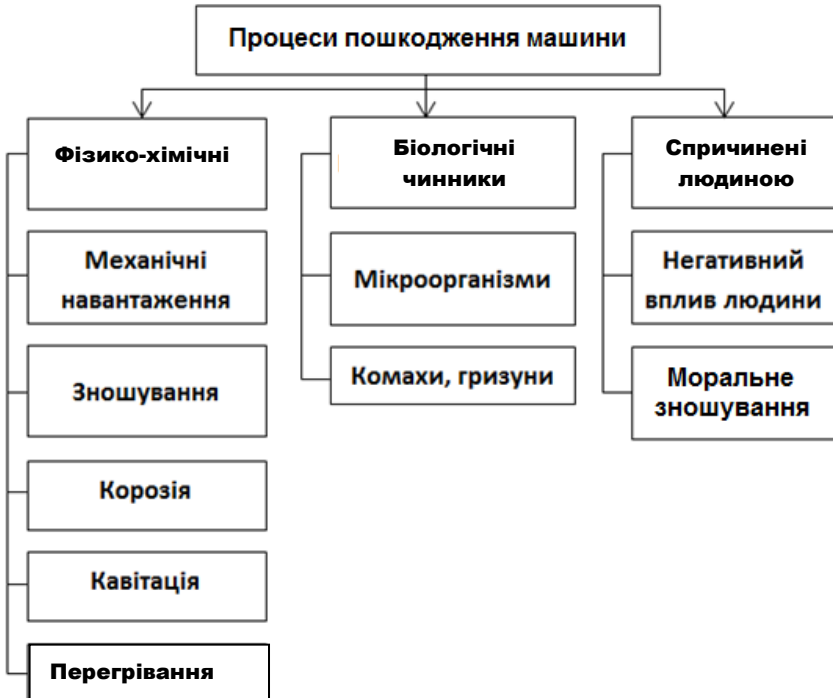 Процеси пошкодження машини
Фізико-хімічні
Механічні
навантаження
Зношування
Корозія
Кавітація
Перегрівання
Біологічні
чинники
Мікроорганізми
Комахи, гризуни
Спричинені
людиною
Негативний
вплив людини
Моральне
зношування